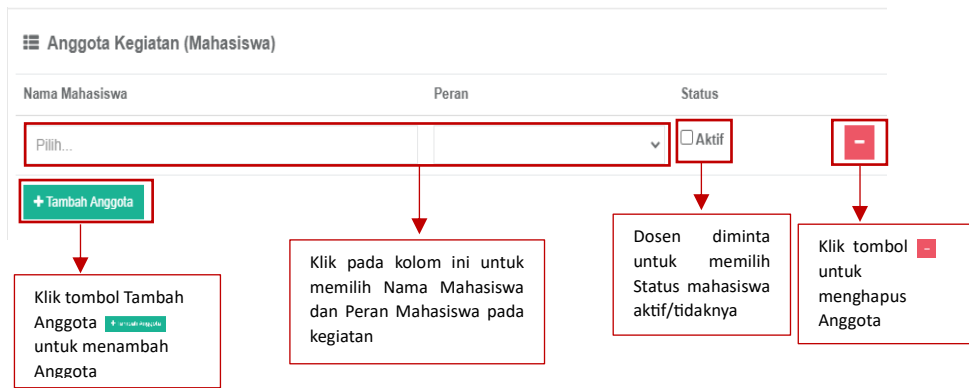 Anggota Kegiatan (Mahasiswa)
Nama Mahasiswa Peran Status
Pilih... Aktif
+ Tambah Anggota
Klik tombol Tambah
Anggota + Tambah Anggota
untuk menambah
Anggota
Klik pada kolom ini untuk
memilih Nama Mahasiswa
dan Peran Mahasiswa pada
kegiatan
Dosen diminta
untuk memilih
Status mahasiswa
aktif/tidaknya
Klik tombol -
untuk
menghapus
Anggota